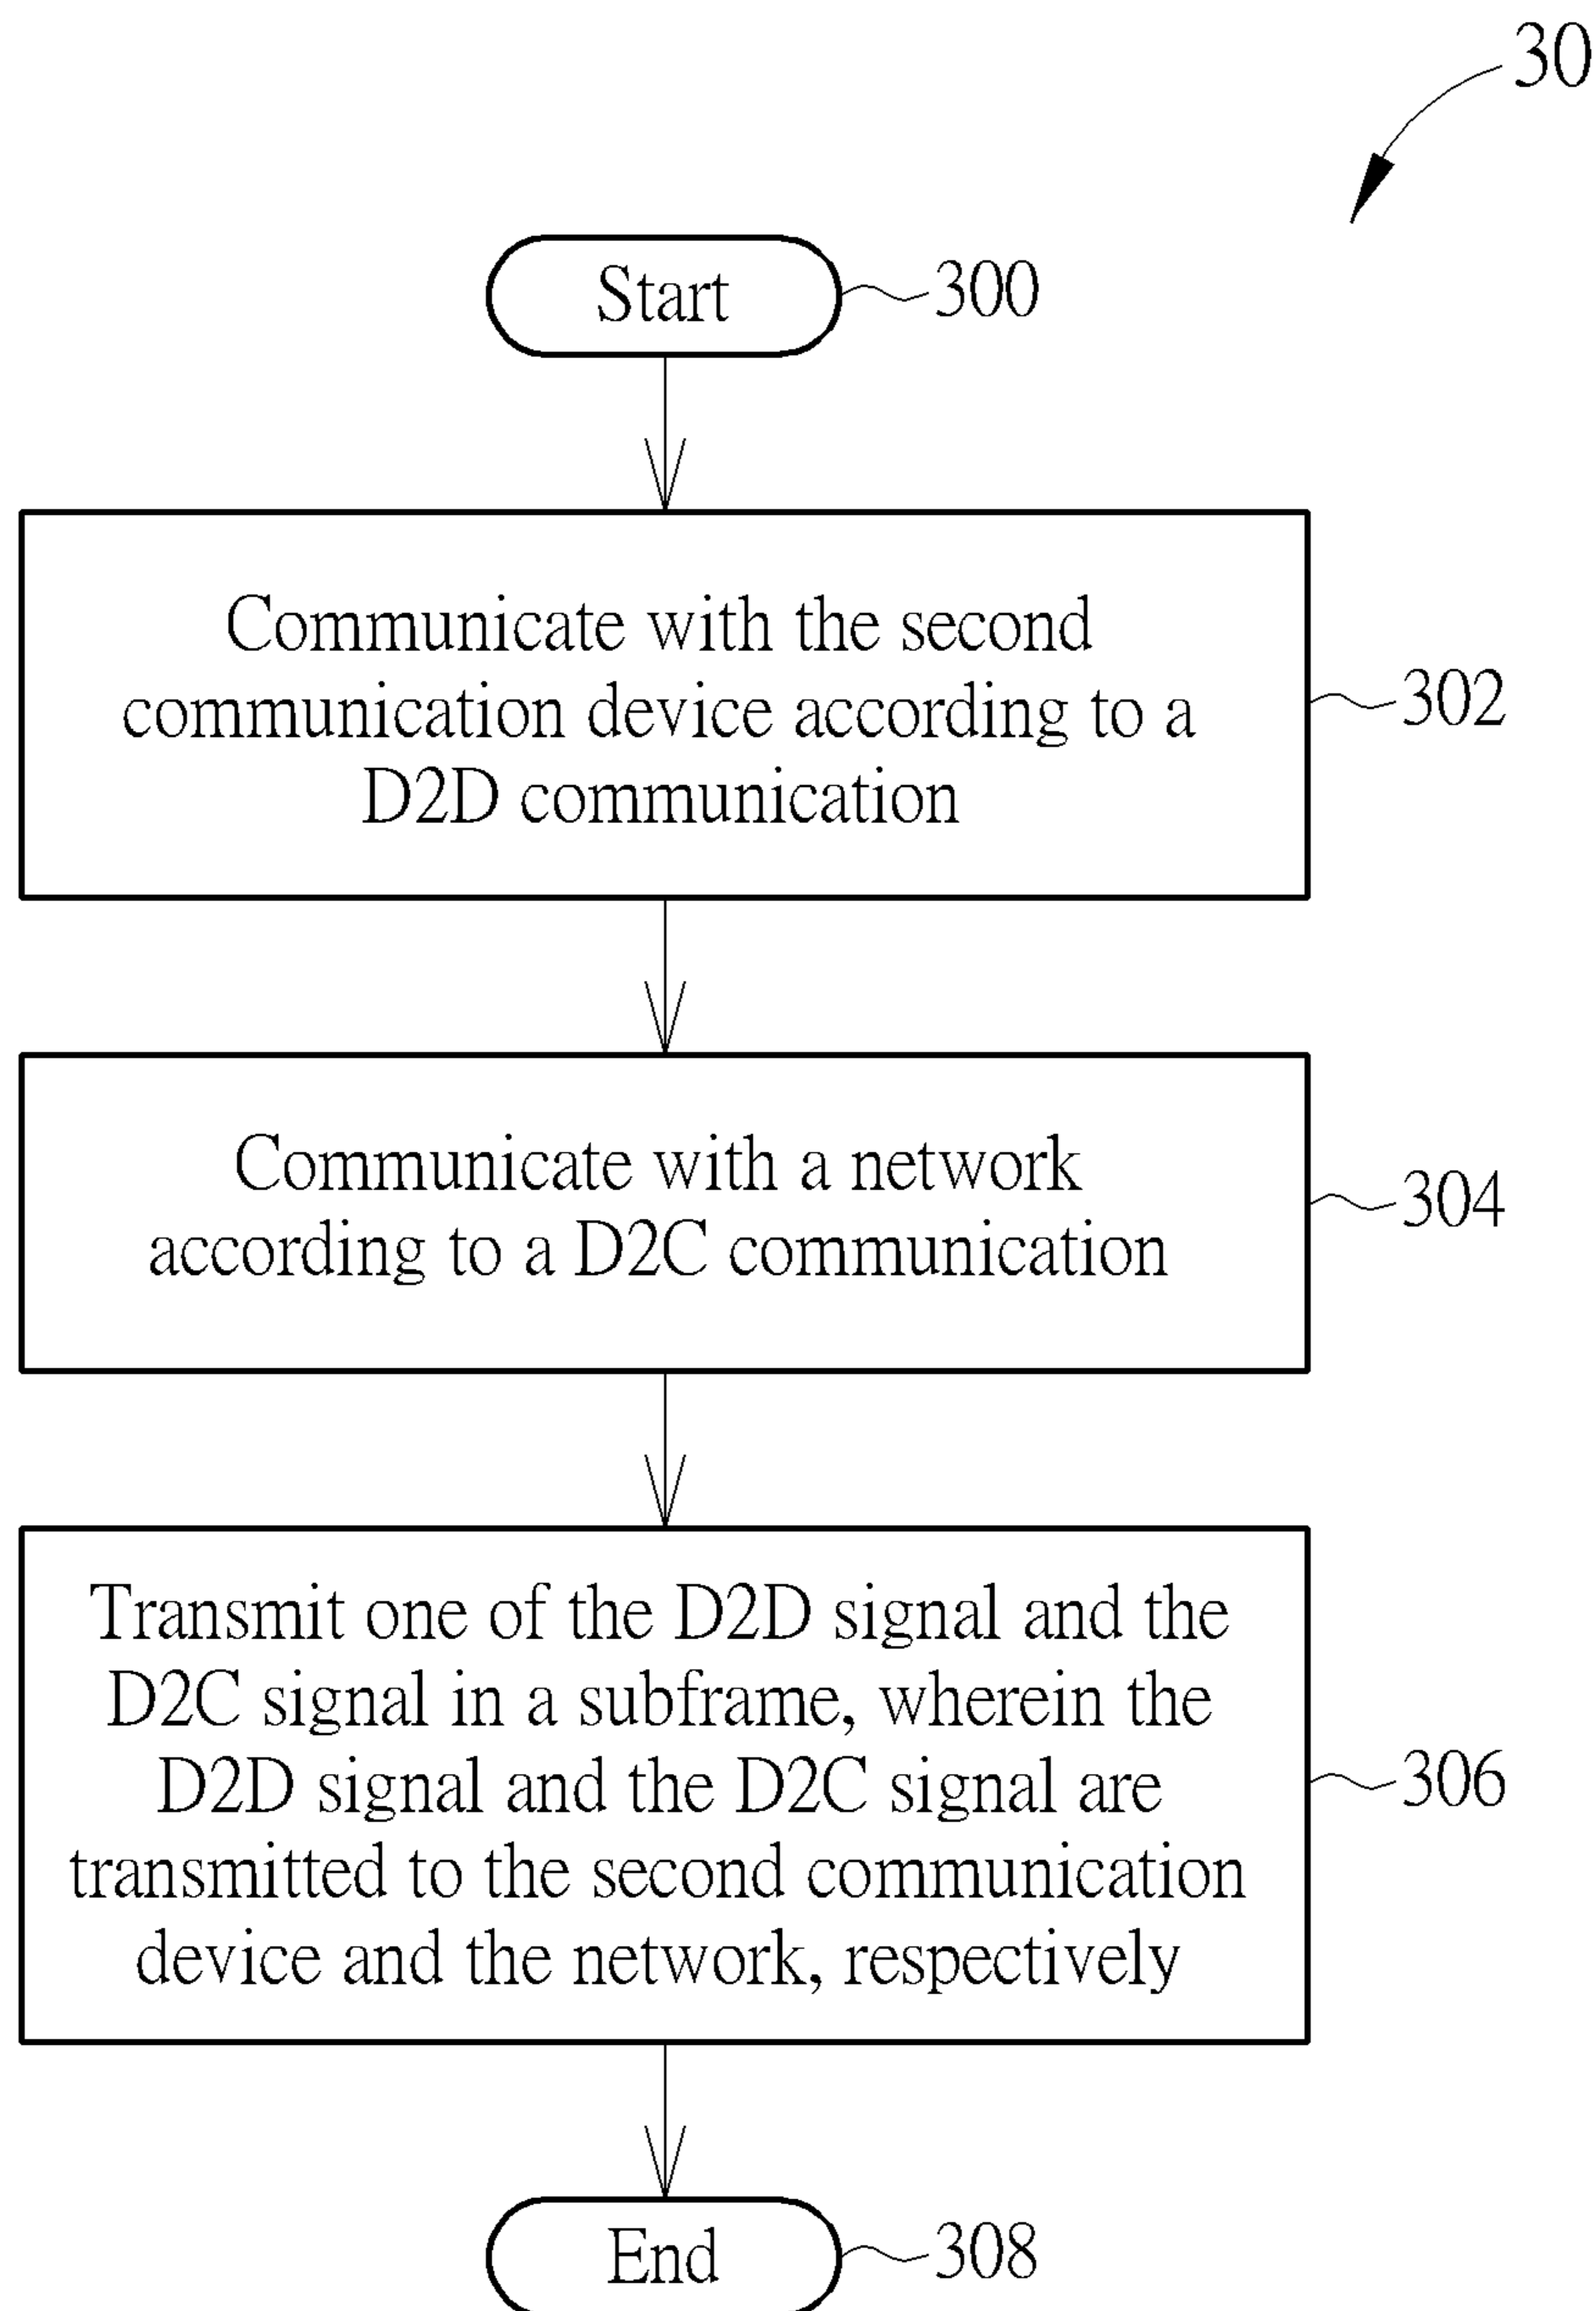 30
Start
300
Communicate with the second
communication device according to a
D2D communication
302
Communicate with a network
according to a D2C communication
304
Transmit one of the D2D signal and the
D2C signal in a subframe, wherein the
D2D signal and the D2C signal are
transmitted to the second communication
device and the network, respectively
306
End
308